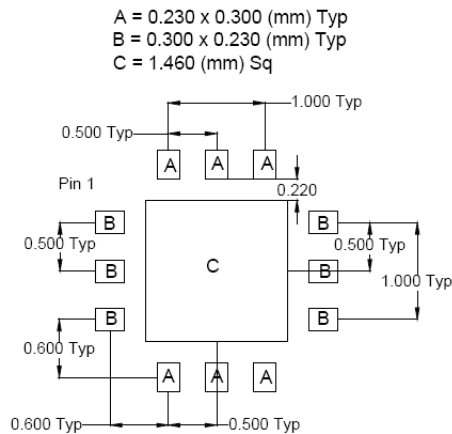 A = 0.230 x 0.300 (mm) Typ
B = 0.300 x 0.230 (mm) Typ
C = 1.460 (mm) Sq
1.000 Typ
0.500 Typ
A A A
Pin 1
0.220
B B
0.500 Typ 0.500 Typ
C
B B
1.000 Typ
B B
0.600 Typ
A A A
0.600 Typ 0.500 Typ